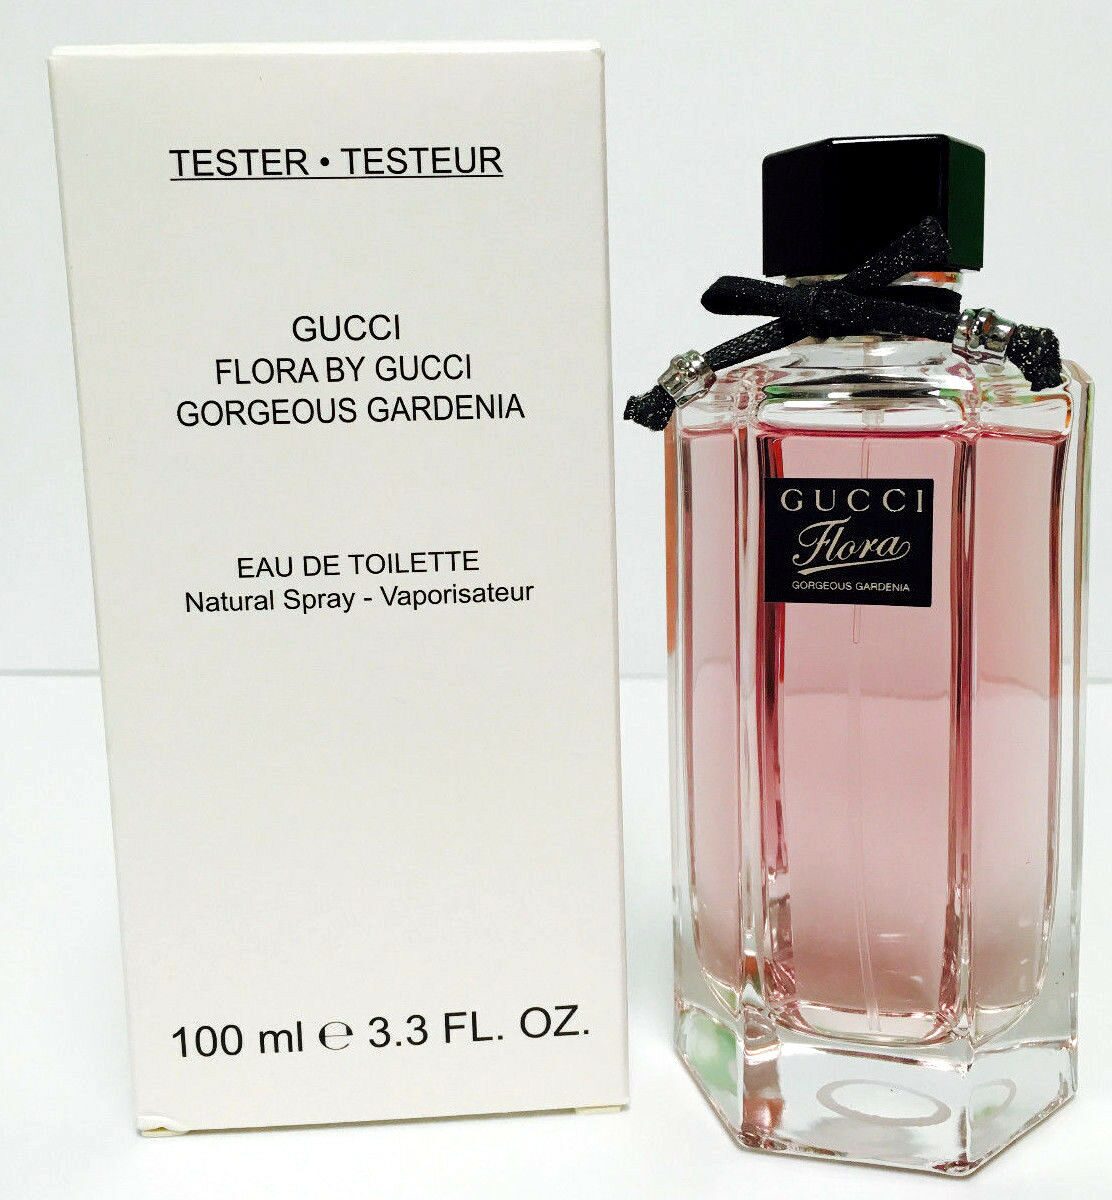 TESTER • TESTEUR
GUCCI
FLORA BY GUCCI
GORGEOUS GARDENIA
EAU DE TOILETTE
Natural Spray - Vaporisateur
100 ml ℮ 3.3 FL. OZ.
GUCCI
Flora
GORGEOUS GARDENIA